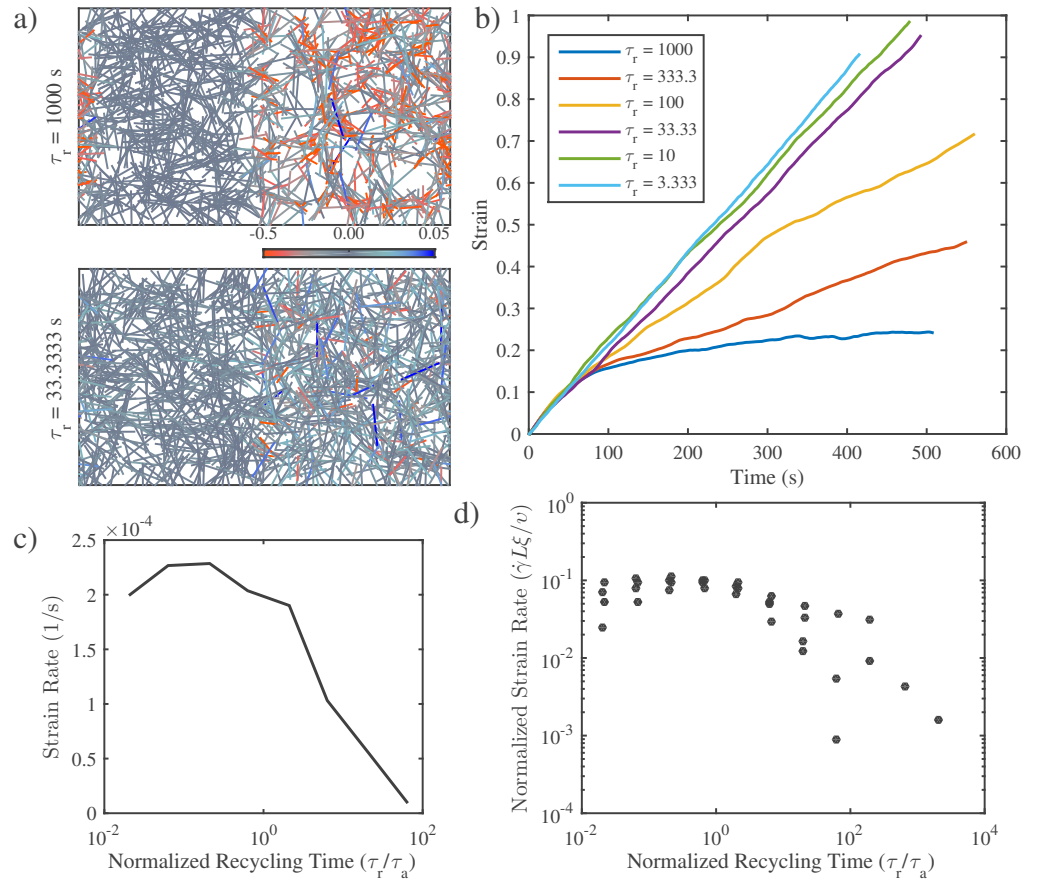 a)
τr = 1000 s
-0.5 0.00 0.05
τr = 33.3333 s
b)
Strain
1
0.9
0.8
0.7
0.6
0.5
0.4
0.3
0.2
0.1
0
τr = 1000
τr = 333.3
τr = 100
τr = 33.33
τr = 10
τr = 3.333
0 100 200 300 400 500 600
Time (s)
c)
×10-4
Strain Rate (1/s)
2.5
2
1.5
1
0.5
0
10-2 100 102
Normalized Recycling Time (τr/τa)
d)
Normalized Strain Rate (γ̇Lξ/υ)
100
10-1
10-2
10-3
10-4
10-2 100 102 104
Normalized Recycling Time (τr/τa)